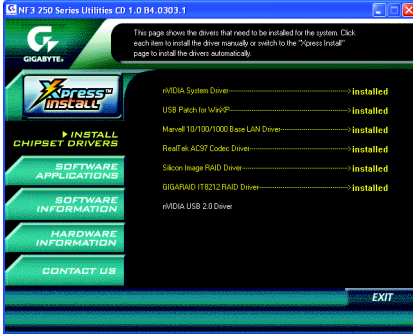 NF3 250 Series Utilities CD 1.0 B4.0303.1
This page shows the drivers that need to be installed for the system. Click
each item to install the driver manually or switch to the "Xpress Install"
page to install the drivers automatically.
G
GIGABYTE
Xpress
INSTALL
INSTALL
CHIPSET DRIVERS
SOFTWARE
APPLICATIONS
SOFTWARE
INFORMATION
HARDWARE
INFORMATION
CONTACT US
nVIDIA System Driver installed
USB Patch for WinXP installed
Marvell 10/100/1000 Base LAN Driver installed
RealTek AC97 Codec Driver installed
Silicon Image RAID Driver installed
GIGARAID IT8212 RAID Driver installed
nVIDIA USB 2.0 Driver
EXIT